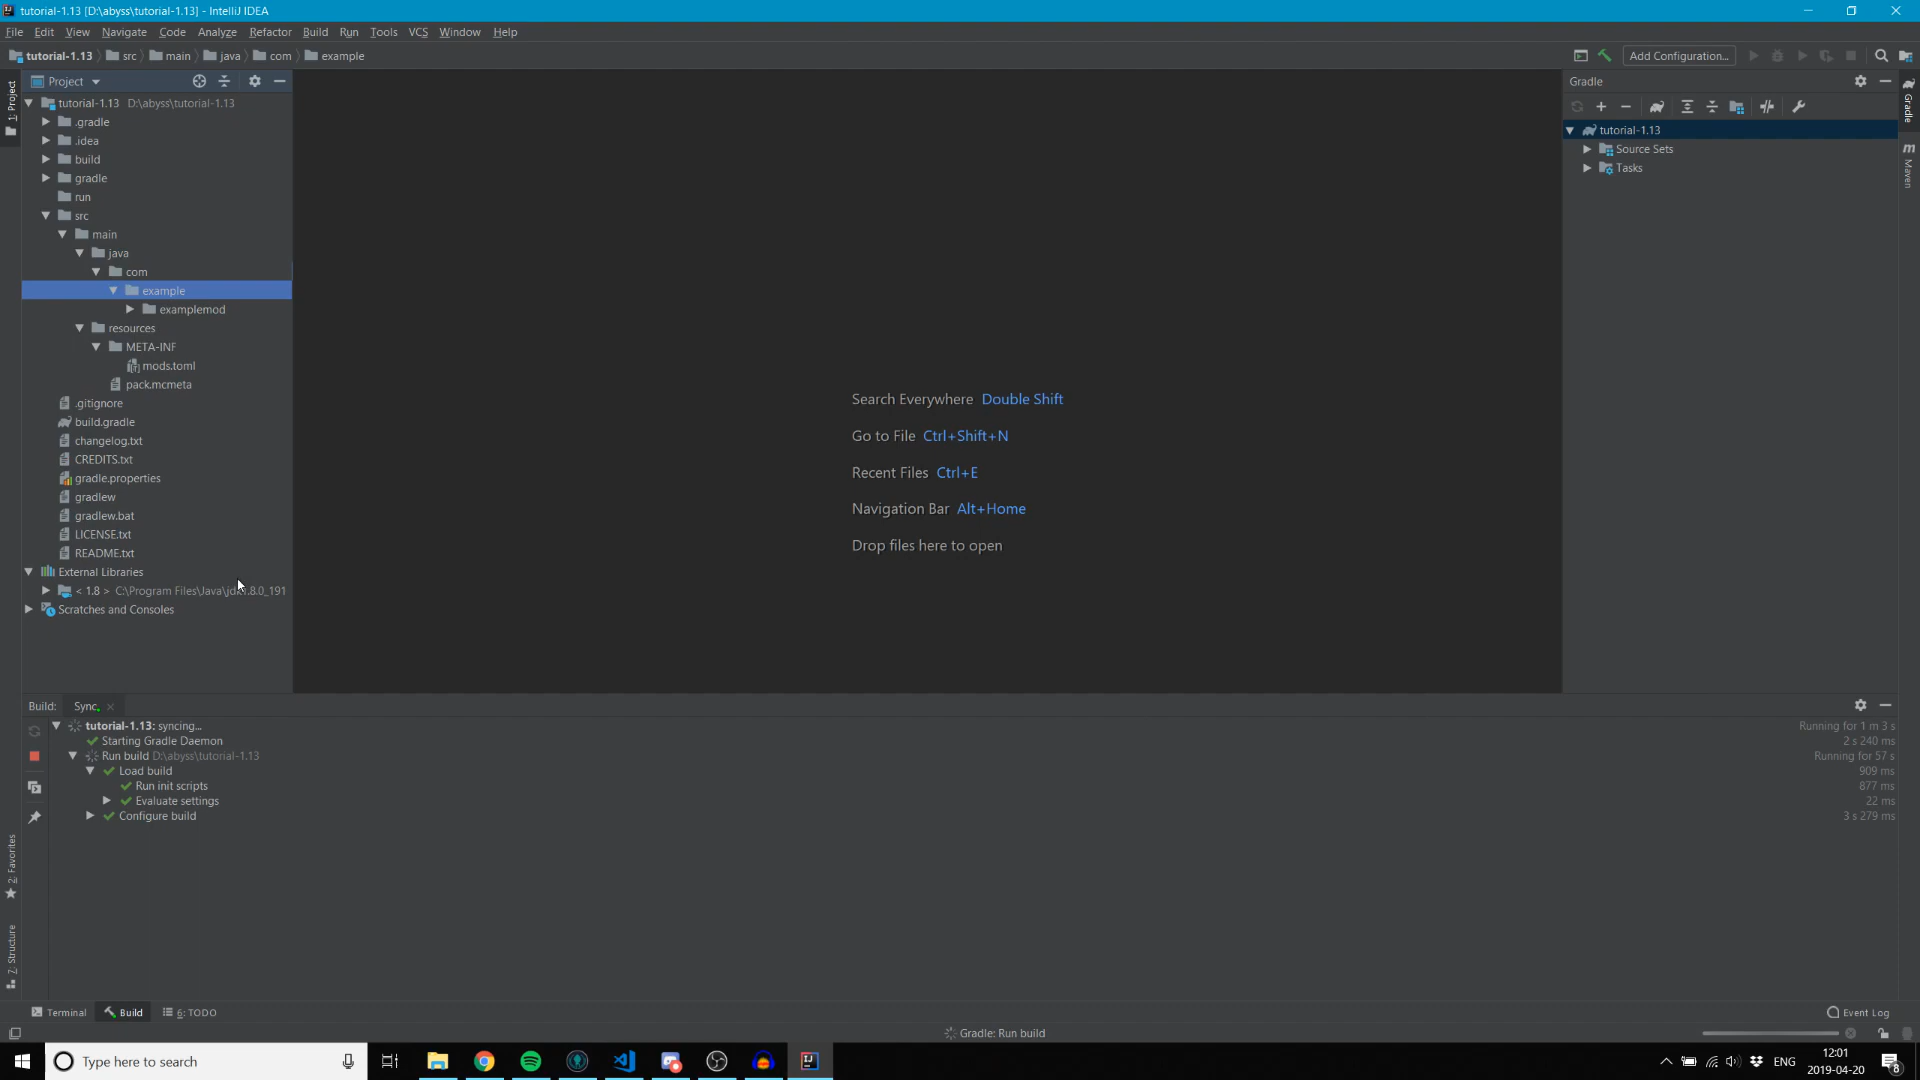 tutorial-1.13 [D:\abyss\tutorial-1.13] - IntelliJ IDEA
File Edit View Navigate Code Analyze Refactor Build Run Tools VCS Window Help
tutorial-1.13 src main java com example
Add Configuration...
1: Project
Project
tutorial-1.13 D:\abyss\tutorial-1.13
.gradle
.idea
build
gradle
run
src
main
java
com
example
examplemod
resources
META-INF
mods.toml
pack.mcmeta
.gitignore
build.gradle
changelog.txt
CREDITS.txt
gradle.properties
gradlew
gradlew.bat
LICENSE.txt
README.txt
External Libraries
< 1.8 > C:\Program Files\Java\jdk1.8.0_191
Scratches and Consoles
Search Everywhere Double Shift
Go to File Ctrl+Shift+N
Recent Files Ctrl+E
Navigation Bar Alt+Home
Drop files here to open
Gradle
tutorial-1.13
Source Sets
Tasks
Gradle
m Maven
Build: Sync
tutorial-1.13: syncing... Running for 1 m 3 s
Starting Gradle Daemon 2 s 240 ms
Run build D:\abyss\tutorial-1.13 Running for 57 s
Load build 909 ms
Run init scripts 877 ms
Evaluate settings 22 ms
Configure build 3 s 279 ms
2: Favorites
7: Structure
Terminal Build 6: TODO
Event Log
Gradle: Run build
Type here to search
ENG
12:01
2019-04-20
8